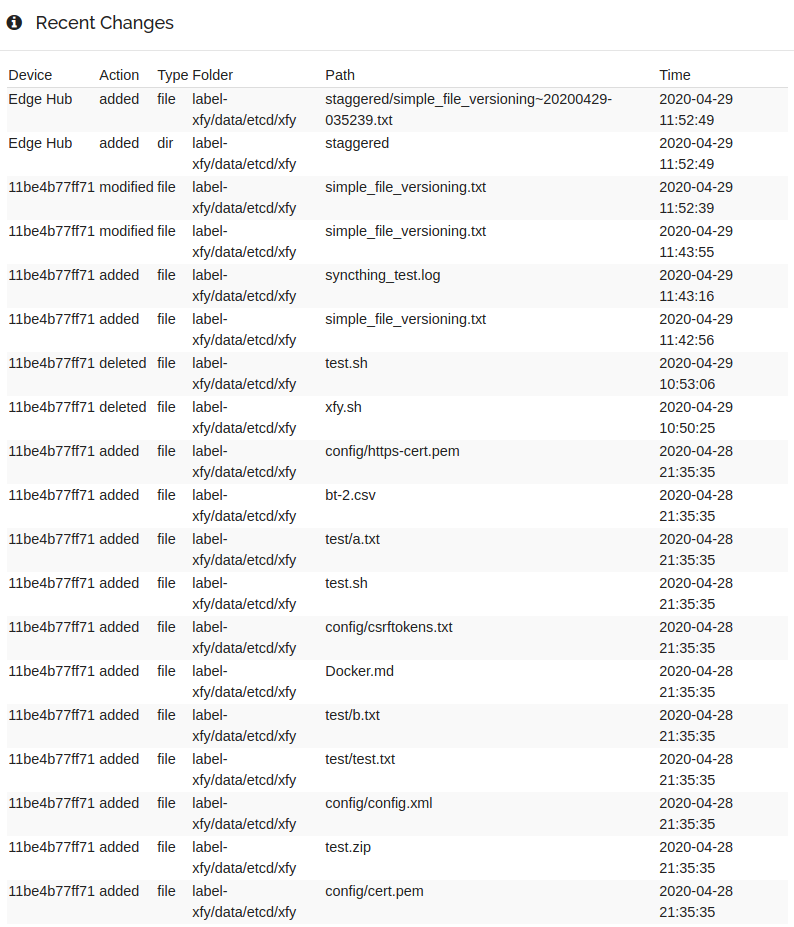 Recent Changes
Device Action Type Folder Path Time
Edge Hub added file label- staggered/simple_file_versioning~20200429- 2020-04-29
xfy/data/etcd/xfy 035239.txt 11:52:49
Edge Hub added dir label- staggered 2020-04-29
xfy/data/etcd/xfy 11:52:49
11be4b77ff71 modified file label- simple_file_versioning.txt 2020-04-29
xfy/data/etcd/xfy 11:52:39
11be4b77ff71 modified file label- simple_file_versioning.txt 2020-04-29
xfy/data/etcd/xfy 11:43:55
11be4b77ff71 added file label- syncthing_test.log 2020-04-29
xfy/data/etcd/xfy 11:43:16
11be4b77ff71 added file label- simple_file_versioning.txt 2020-04-29
xfy/data/etcd/xfy 11:42:56
11be4b77ff71 deleted file label- test.sh 2020-04-29
xfy/data/etcd/xfy 10:53:06
11be4b77ff71 deleted file label- xfy.sh 2020-04-29
xfy/data/etcd/xfy 10:50:25
11be4b77ff71 added file label- config/https-cert.pem 2020-04-28
xfy/data/etcd/xfy 21:35:35
11be4b77ff71 added file label- bt-2.csv 2020-04-28
xfy/data/etcd/xfy 21:35:35
11be4b77ff71 added file label- test/a.txt 2020-04-28
xfy/data/etcd/xfy 21:35:35
11be4b77ff71 added file label- test.sh 2020-04-28
xfy/data/etcd/xfy 21:35:35
11be4b77ff71 added file label- config/csrftokens.txt 2020-04-28
xfy/data/etcd/xfy 21:35:35
11be4b77ff71 added file label- Docker.md 2020-04-28
xfy/data/etcd/xfy 21:35:35
11be4b77ff71 added file label- test/b.txt 2020-04-28
xfy/data/etcd/xfy 21:35:35
11be4b77ff71 added file label- test/test.txt 2020-04-28
xfy/data/etcd/xfy 21:35:35
11be4b77ff71 added file label- config/config.xml 2020-04-28
xfy/data/etcd/xfy 21:35:35
11be4b77ff71 added file label- test.zip 2020-04-28
xfy/data/etcd/xfy 21:35:35
11be4b77ff71 added file label- config/cert.pem 2020-04-28
xfy/data/etcd/xfy 21:35:35